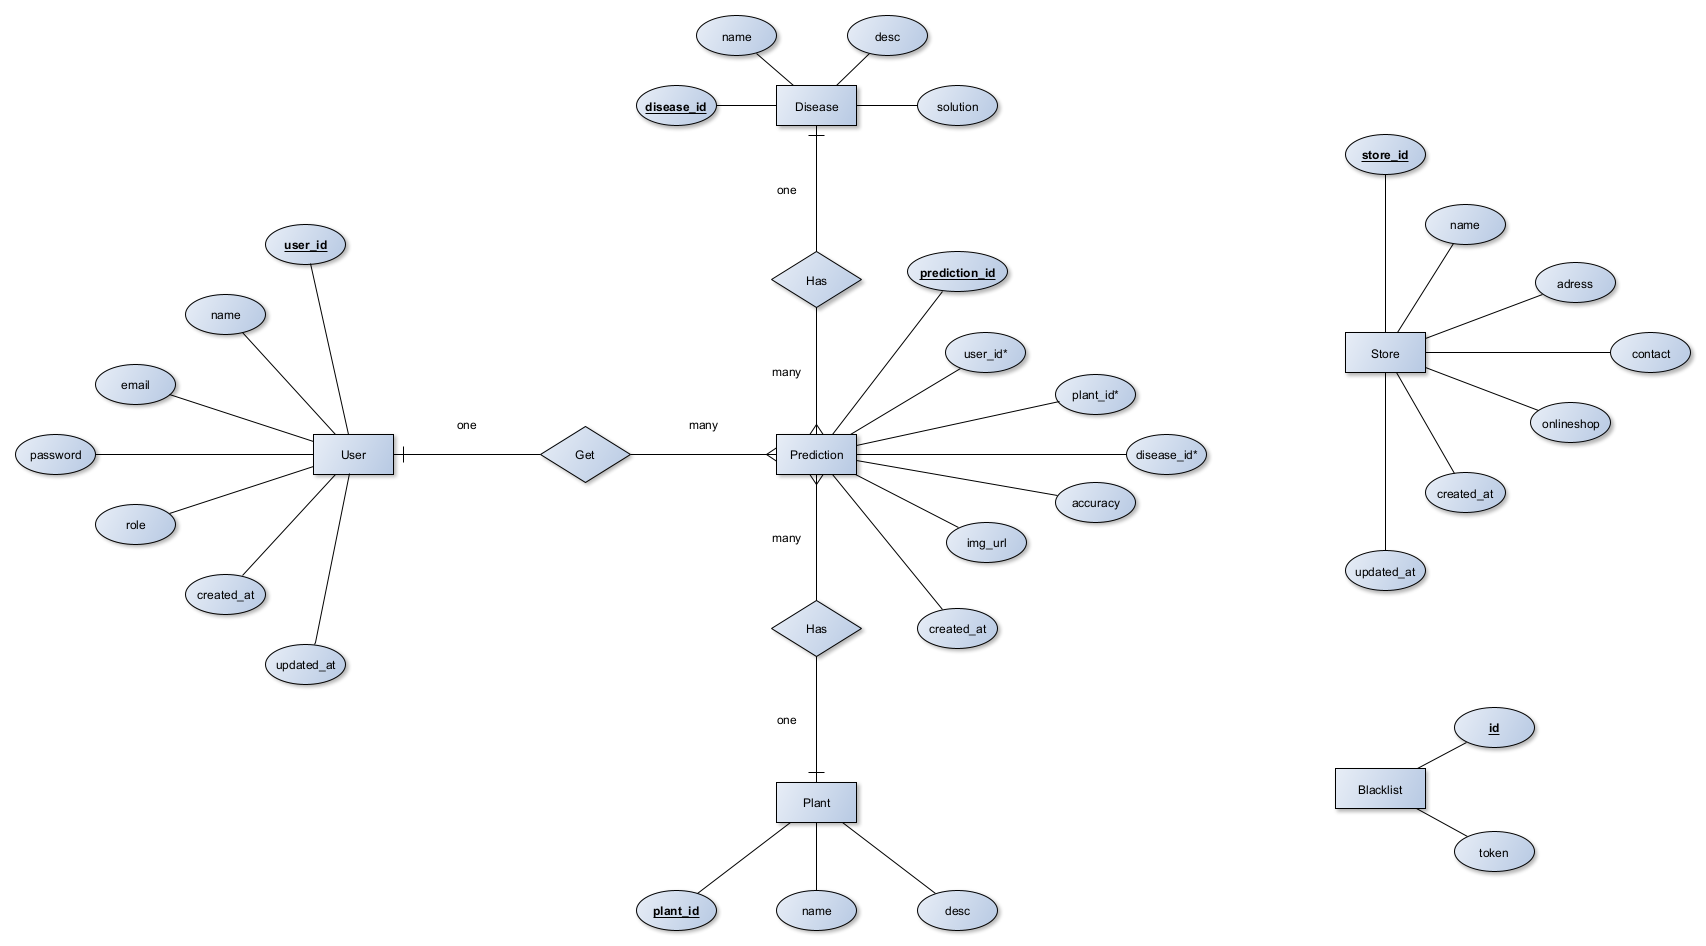 name
desc
disease_id
Disease
solution
one
Has
many
user_id
name
email
password
User
role
created_at
updated_at
one
Get
many
prediction_id
user_id*
plant_id*
Prediction
disease_id*
accuracy
img_url
created_at
many
Has
one
Plant
plant_id
name
desc
store_id
name
adress
Store
contact
onlineshop
created_at
updated_at
id
Blacklist
token